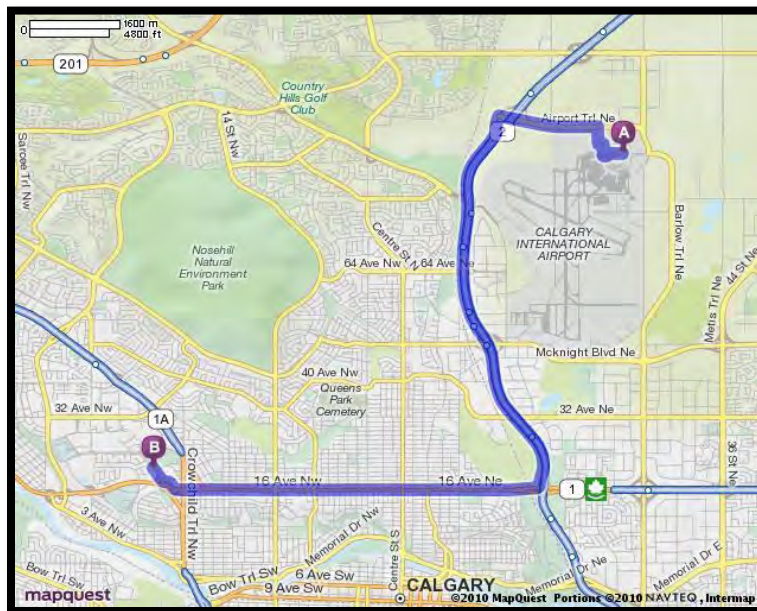 1600 m
0
4800 ft
201
Country
Hills Golf
Club
14 St Nw
Sarcee Trl Nw
2
Airport Trl Ne
A
Nosehill
Natural
Environment
Park
Centre St N
64 Ave Nw
64 Ave Ne
CALGARY
INTERNATIONAL
AIRPORT
Barlow Trl Ne
44 St Ne
Metis Trl Ne
Mcknight Blvd Ne
40 Ave Nw
Queens
Park
Cemetery
32 Ave Nw
32 Ave Ne
1A
B
Crowchild Trl Nw
16 Ave Nw
16 Ave Ne
1
36 St Ne
3 Ave Nw
Memorial Dr Nw
Centre St S
Bow Trl Sw
Bow Trl Sw
6 Ave Sw
9 Ave Sw
CALGARY
Memorial Dr Ne
Memorial Dr E
mapquest
©2010 MapQuest Portions ©2010 NAVTEQ, Intermap